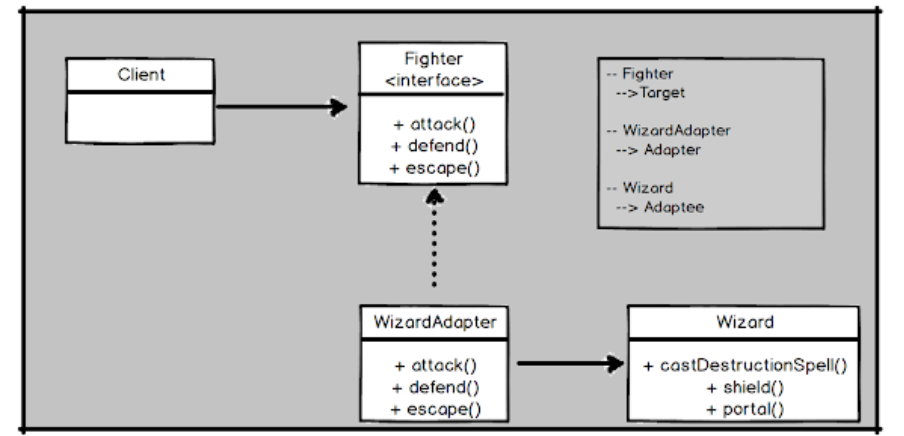 Client
Fighter
<interface>
+ attack()
+ defend()
+ escape()
-- Fighter
-->Target
-- WizardAdapter
--> Adapter
-- Wizard
--> Adaptee
WizardAdapter
+ attack()
+ defend()
+ escape()
Wizard
+ castDestructionSpell()
+ shield()
+ portal()